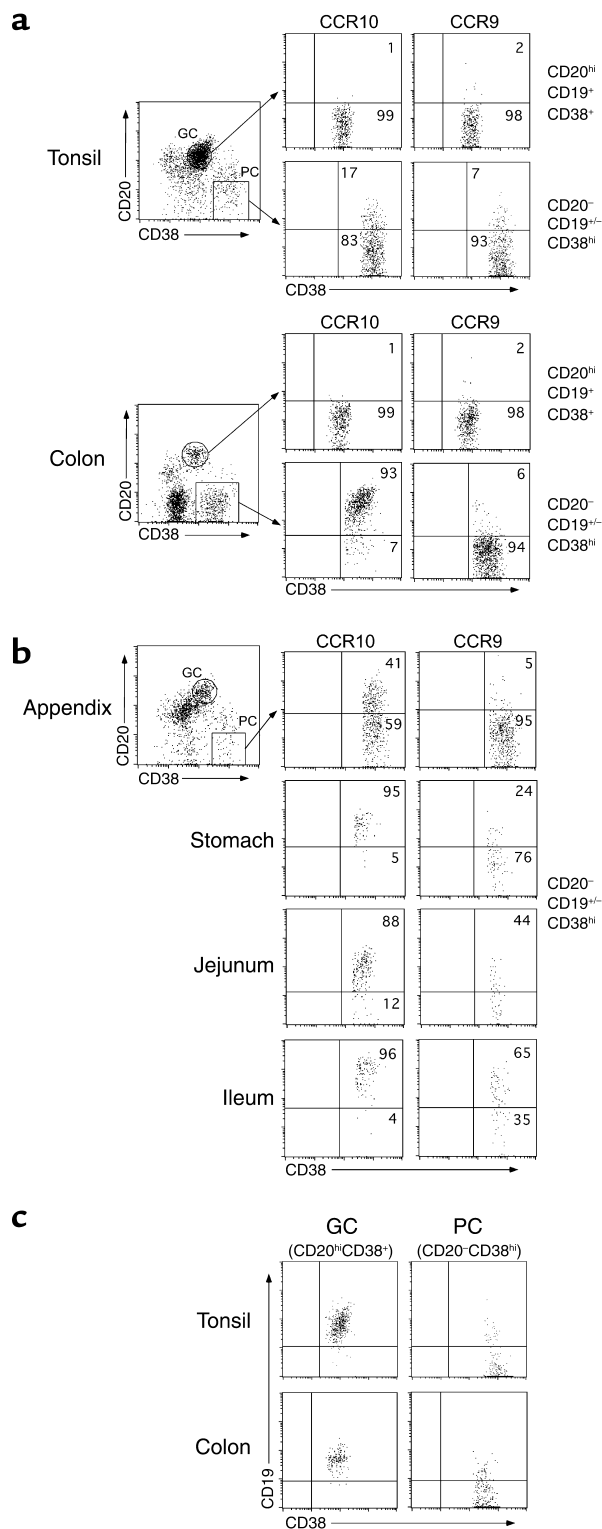 a
CCR10 CCR9
1 2
CD20hi
CD19+
CD38+
99 98
GC
Tonsil
PC
CD20
CD38
17 7
CD20–
CD19+/–
CD38hi
83 93
CD38
CCR10 CCR9
1 2
CD20hi
CD19+
CD38+
99 98
Colon
CD20
CD38
93 6
CD20–
CD19+/–
CD38hi
7 94
CD38
b
CCR10 CCR9
GC
Appendix
PC
CD20
CD38
41 5
59 95
Stomach
95 24
5 76
CD20–
CD19+/–
CD38hi
Jejunum
88 44
12
Ileum
96 65
4 35
CD38
c
GC PC
(CD20hiCD38+) (CD20–CD38hi)
Tonsil
Colon
CD19
CD38